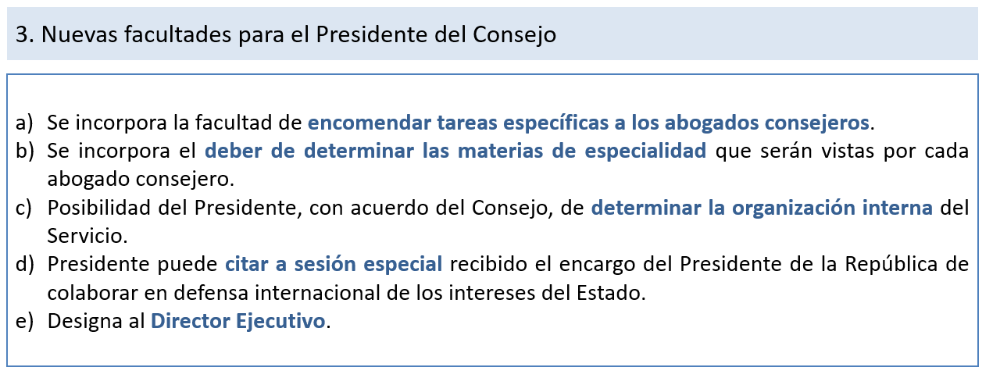 3. Nuevas facultades para el Presidente del Consejo
a) Se incorpora la facultad de encomendar tareas específicas a los abogados consejeros.
b) Se incorpora el deber de determinar las materias de especialidad que serán vistas por cada
abogado consejero.
c) Posibilidad del Presidente, con acuerdo del Consejo, de determinar la organización interna del
Servicio.
d) Presidente puede citar a sesión especial recibido el encargo del Presidente de la República de
colaborar en defensa internacional de los intereses del Estado.
e) Designa al Director Ejecutivo.